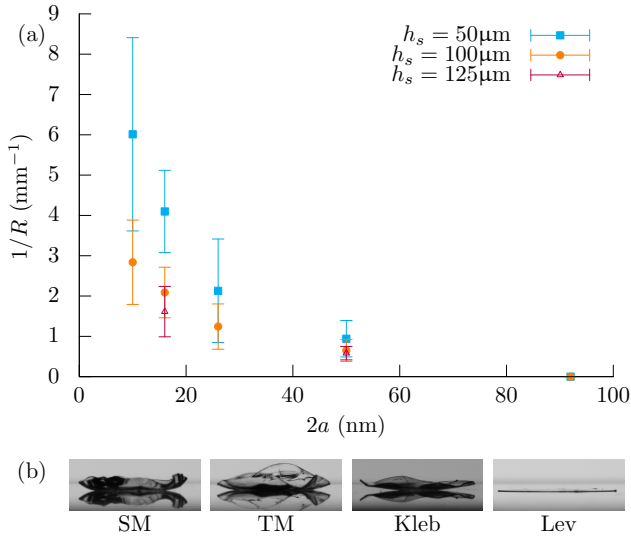 (a)
9
8
7
6
5
4
3
2
1
0
1/R (mm⁻¹)
h_s = 50μm
h_s = 100μm
h_s = 125μm
0 20 40 60 80 100
2a (nm)
(b)
SM TM Kleb Lev